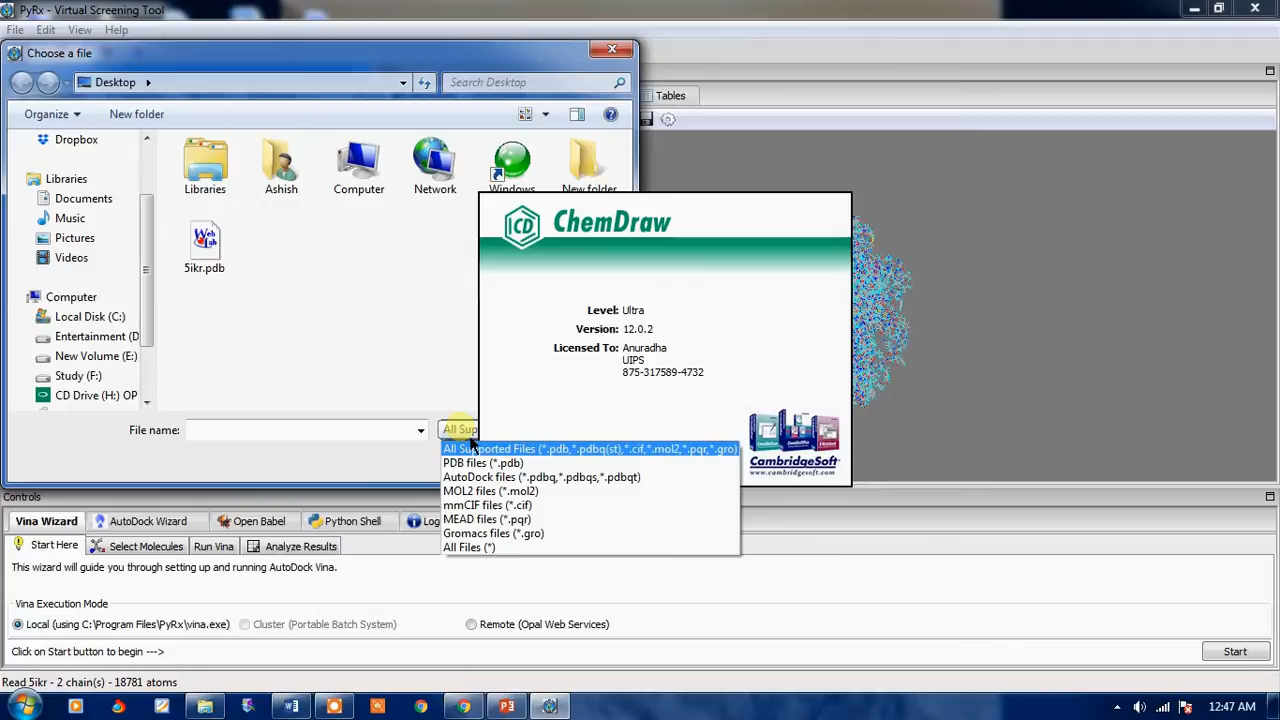 PyRx - Virtual Screening Tool
File Edit View Help
Choose a file
Desktop
Search Desktop
Tables
Organize
New folder
Dropbox
Libraries
Documents
Music
Pictures
Videos
Computer
Local Disk (C:)
Entertainment (D
New Volume (E:)
Study (F:)
CD Drive (H:) OP
Libraries
Ashish
Computer
Network
Windows
New folder
Web Lab
5ikr.pdb
ICD
ChemDraw
Level: Ultra
Version: 12.0.2
Licensed To: Anuradha
UIPS
875-317589-4732
CambridgeSoft
www.cambridgesoft.com
File name:
All Sup
All Supported Files (*.pdb,*.pdbq(st),*.cif,*.mol2,*.pqr,*.gro)
PDB files (*.pdb)
AutoDock files (*.pdbq,*.pdbqs,*.pdbqt)
MOL2 files (*.mol2)
mmCIF files (*.cif)
MEAD files (*.pqr)
Gromacs files (*.gro)
All Files (*)
Controls
Vina Wizard
AutoDock Wizard
Open Babel
Python Shell
Log
Start Here
Select Molecules
Run Vina
Analyze Results
This wizard will guide you through setting up and running AutoDock Vina.
Vina Execution Mode
Local (using C:\Program Files\PyRx\vina.exe)
Cluster (Portable Batch System)
Remote (Opal Web Services)
Click on Start button to begin --->
Start
Read 5ikr - 2 chain(s) - 18781 atoms
12:47 AM